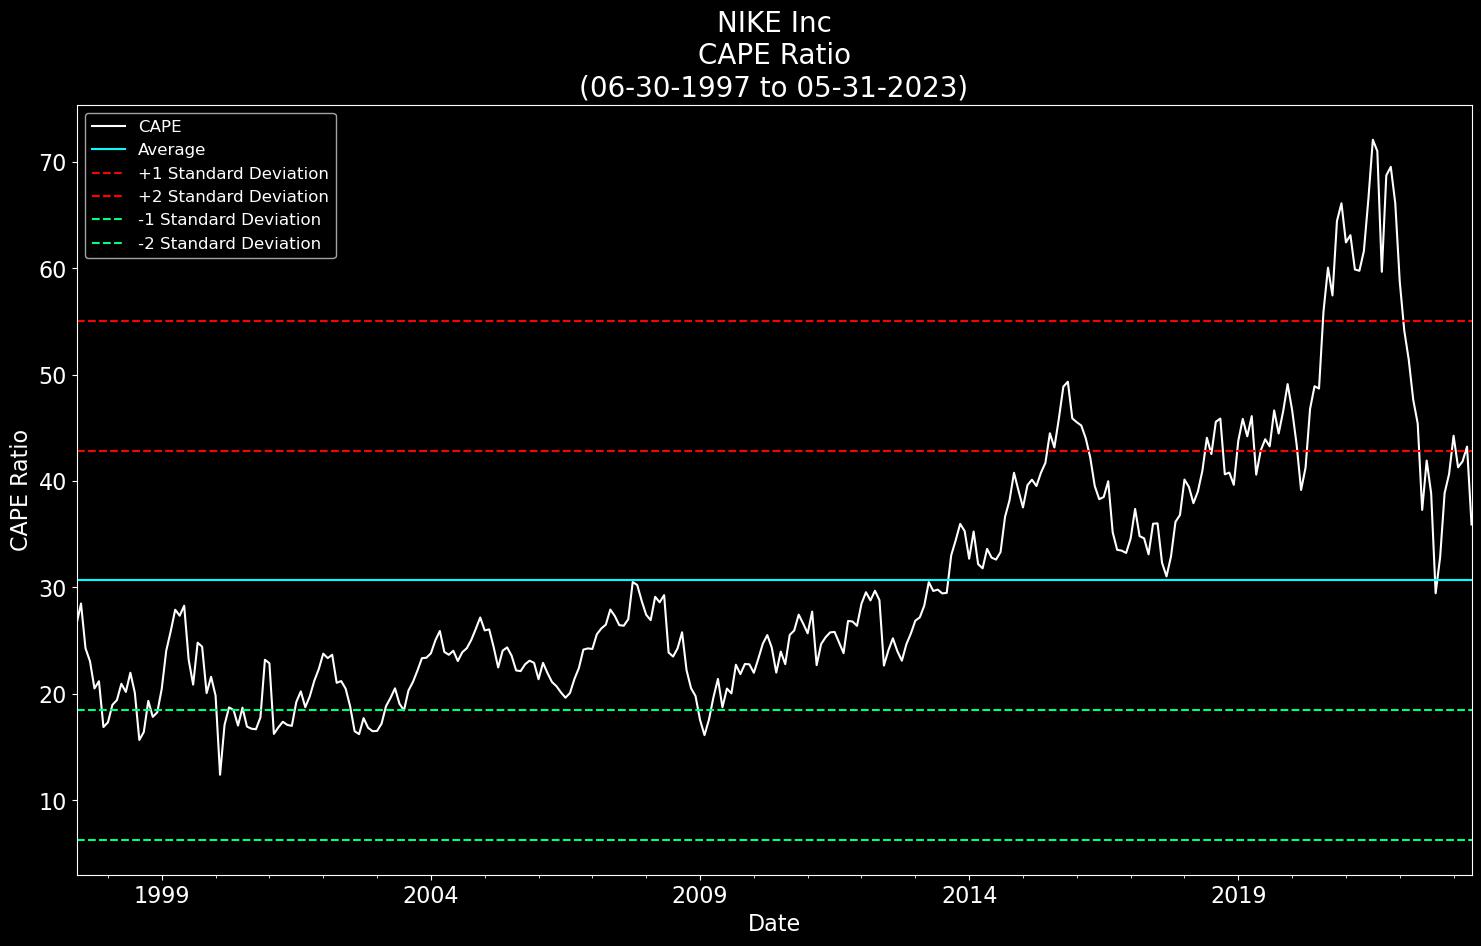 NIKE Inc
CAPE Ratio
(06-30-1997 to 05-31-2023)
CAPE
Average
+1 Standard Deviation
+2 Standard Deviation
-1 Standard Deviation
-2 Standard Deviation
CAPE Ratio
70
60
50
40
30
20
10
1999
2004
2009
2014
2019
Date